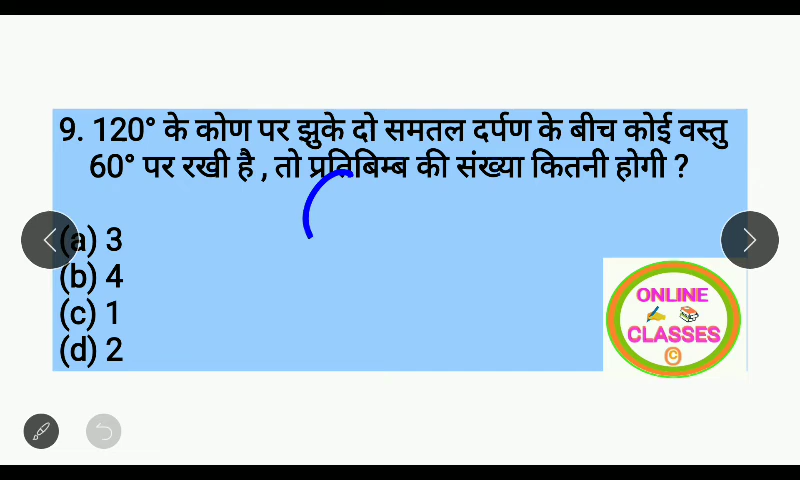 9. 120° के कोण पर झुके दो समतल दर्पण के बीच कोई वस्तु
60° पर रखी है , तो प्रतिबिम्ब की संख्या कितनी होगी ?
(a) 3
(b) 4
(c) 1
(d) 2
ONLINE
CLASSES
©